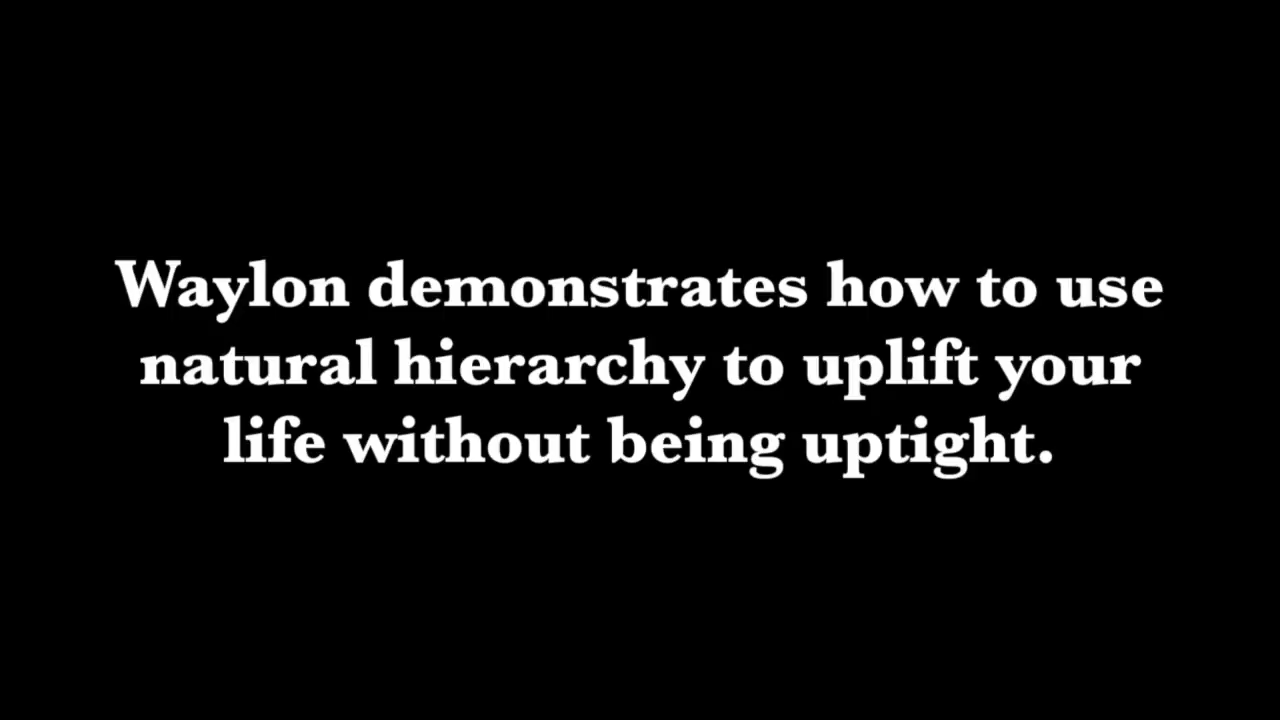 Waylon demonstrates how to use
natural hierarchy to uplift your
life without being uptight.